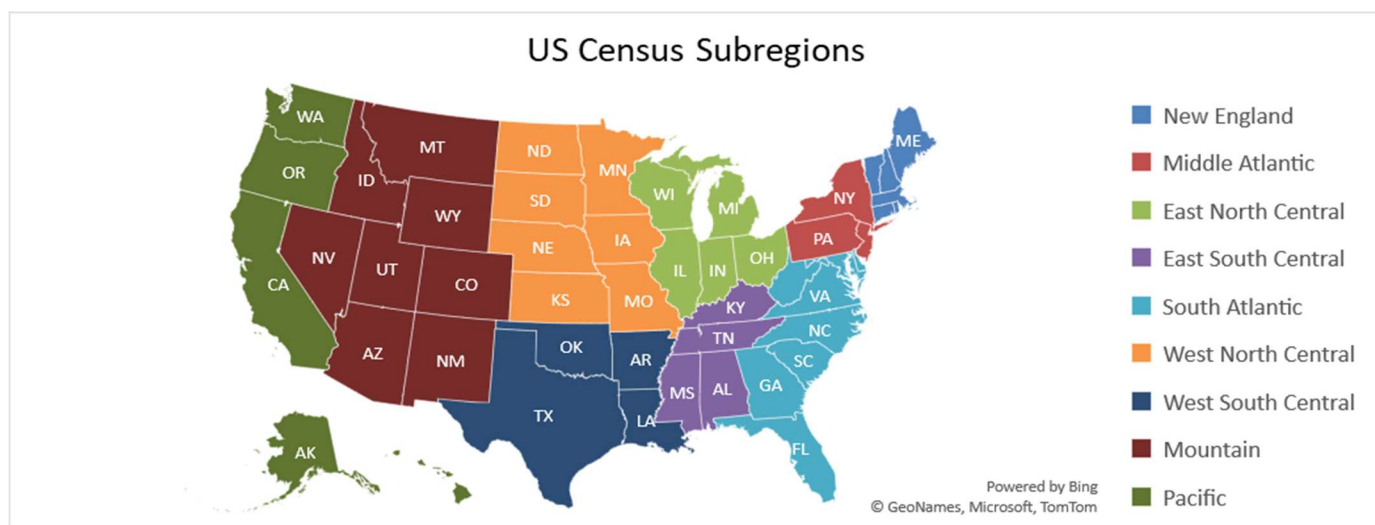 US Census Subregions
WA
OR
CA
AK
MT
ID
WY
NV
UT
CO
AZ
NM
ND
SD
NE
KS
MN
IA
MO
OK
TX
AR
LA
WI
MI
IL
IN
OH
KY
TN
MS
AL
NY
PA
VA
NC
SC
GA
FL
ME
New England
Middle Atlantic
East North Central
East South Central
South Atlantic
West North Central
West South Central
Mountain
Pacific
Powered by Bing
© GeoNames, Microsoft, TomTom